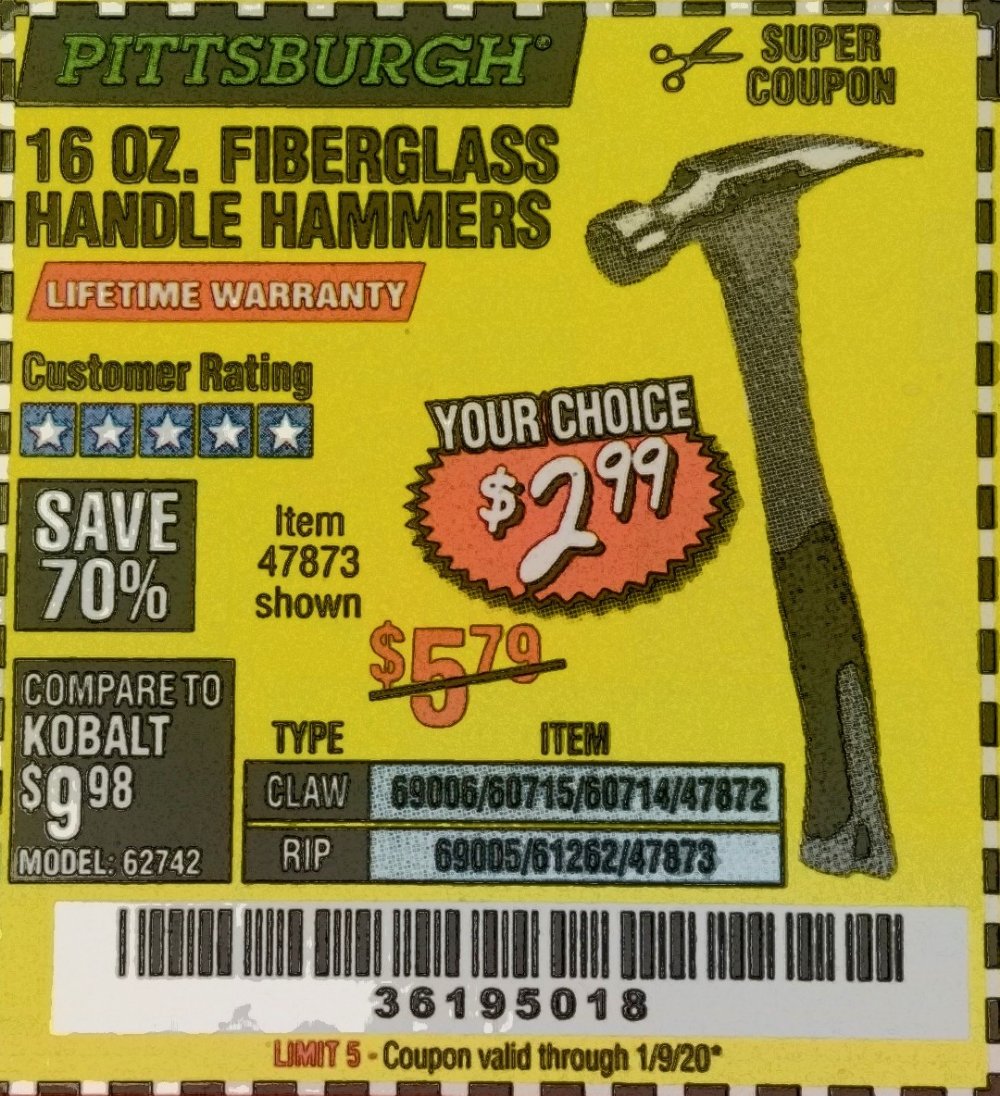 PITTSBURGH®
SUPER
COUPON
16 OZ. FIBERGLASS
HANDLE HAMMERS
LIFETIME WARRANTY
Customer Rating
YOUR CHOICE
$2.99
SAVE
70%
Item
47873
shown
$5.79
COMPARE TO
KOBALT
$9.98
MODEL: 62742
TYPE ITEM
CLAW 69006/60715/60714/47872
RIP 69005/61262/47873
36195018
LIMIT 5 - Coupon valid through 1/9/20*